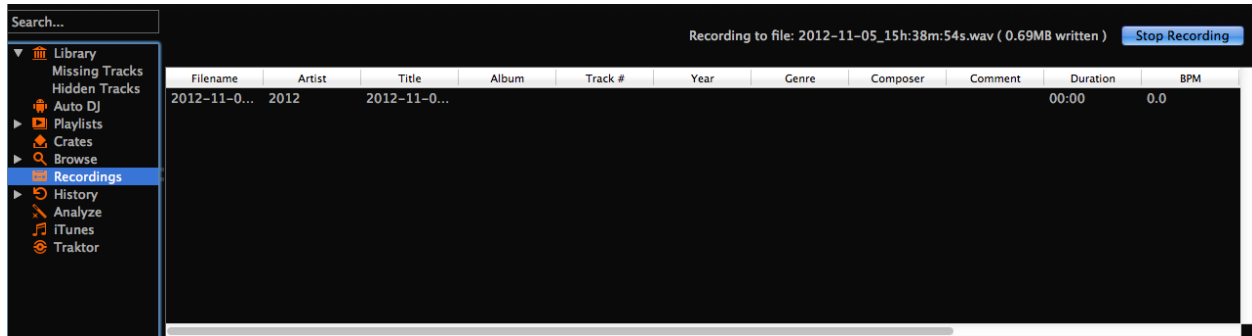 Search...
Recording to file: 2012-11-05_15h:38m:54s.wav ( 0.69MB written ) Stop Recording
Library
Missing Tracks
Hidden Tracks
Auto DJ
Playlists
Crates
Browse
Recordings
History
Analyze
iTunes
Traktor
Filename Artist Title Album Track # Year Genre Composer Comment Duration BPM
2012-11-0... 2012 2012-11-0... 00:00 0.0